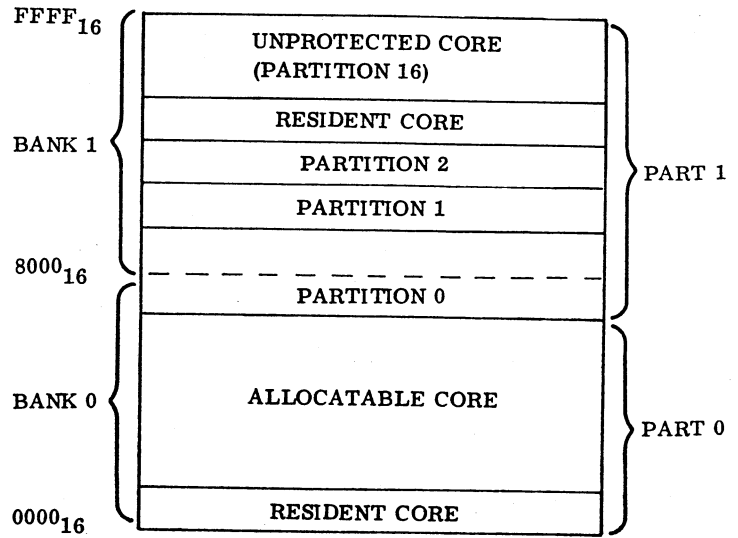 FFFF16
UNPROTECTED CORE
(PARTITION 16)
RESIDENT CORE
BANK 1
PARTITION 2
PART 1
PARTITION 1
800016
PARTITION 0
BANK 0
ALLOCATABLE CORE
PART 0
RESIDENT CORE
000016